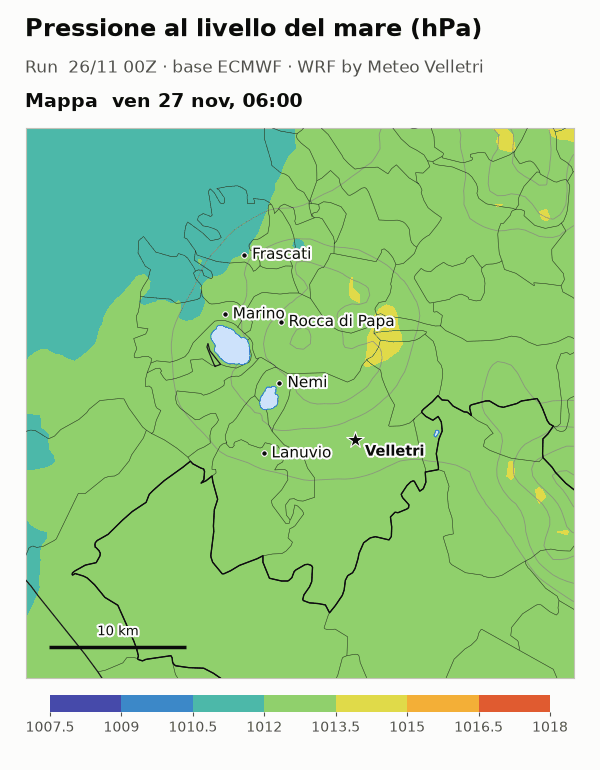 Pressione al livello del mare (hPa)
Run  26/11 00Z · base ECMWF · WRF by Meteo Velletri
Mappa  ven 27 nov, 06:00
Frascati
Marino
Rocca di Papa
Nemi
Velletri
Lanuvio
10 km
1007.5 1009 1010.5 1012 1013.5 1015 1016.5 1018